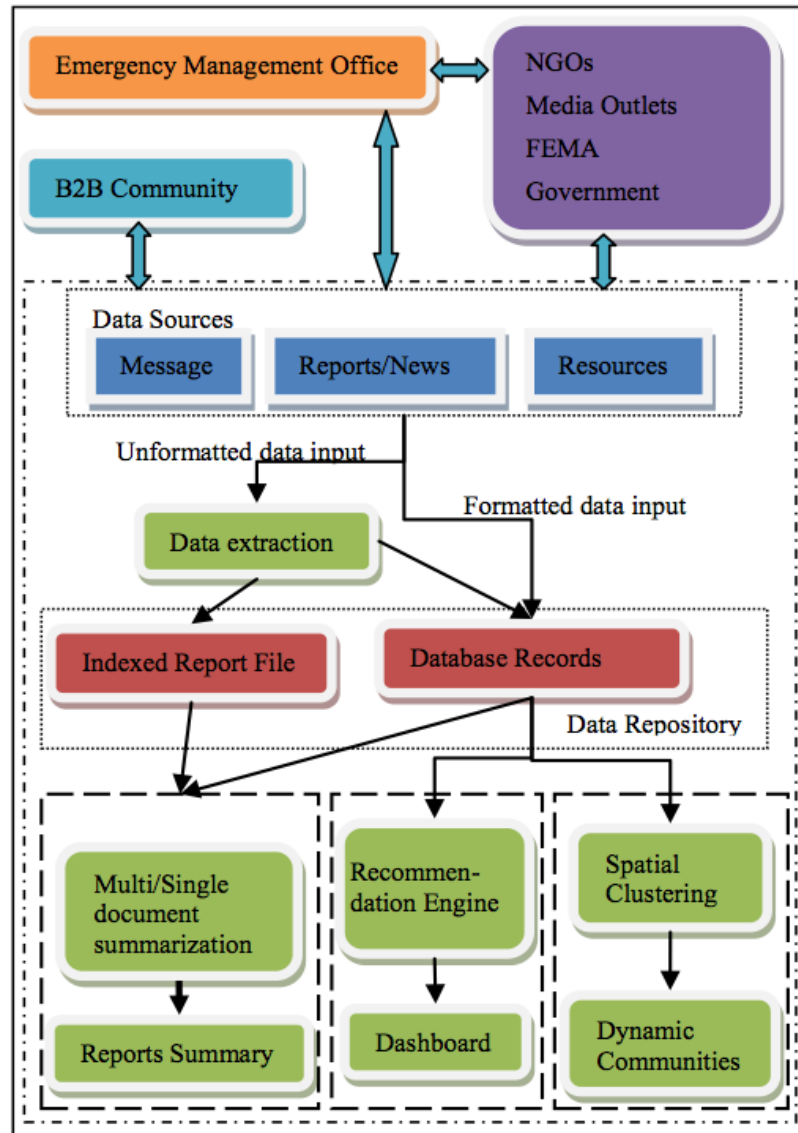 Emergency Management Office
NGOs
Media Outlets
FEMA
Government
B2B Community
Data Sources
Message
Reports/News
Resources
Unformatted data input
Formatted data input
Data extraction
Indexed Report File
Database Records
Data Repository
Multi/Single
document
summarization
Recommen-
dation Engine
Spatial
Clustering
Reports Summary
Dashboard
Dynamic
Communities